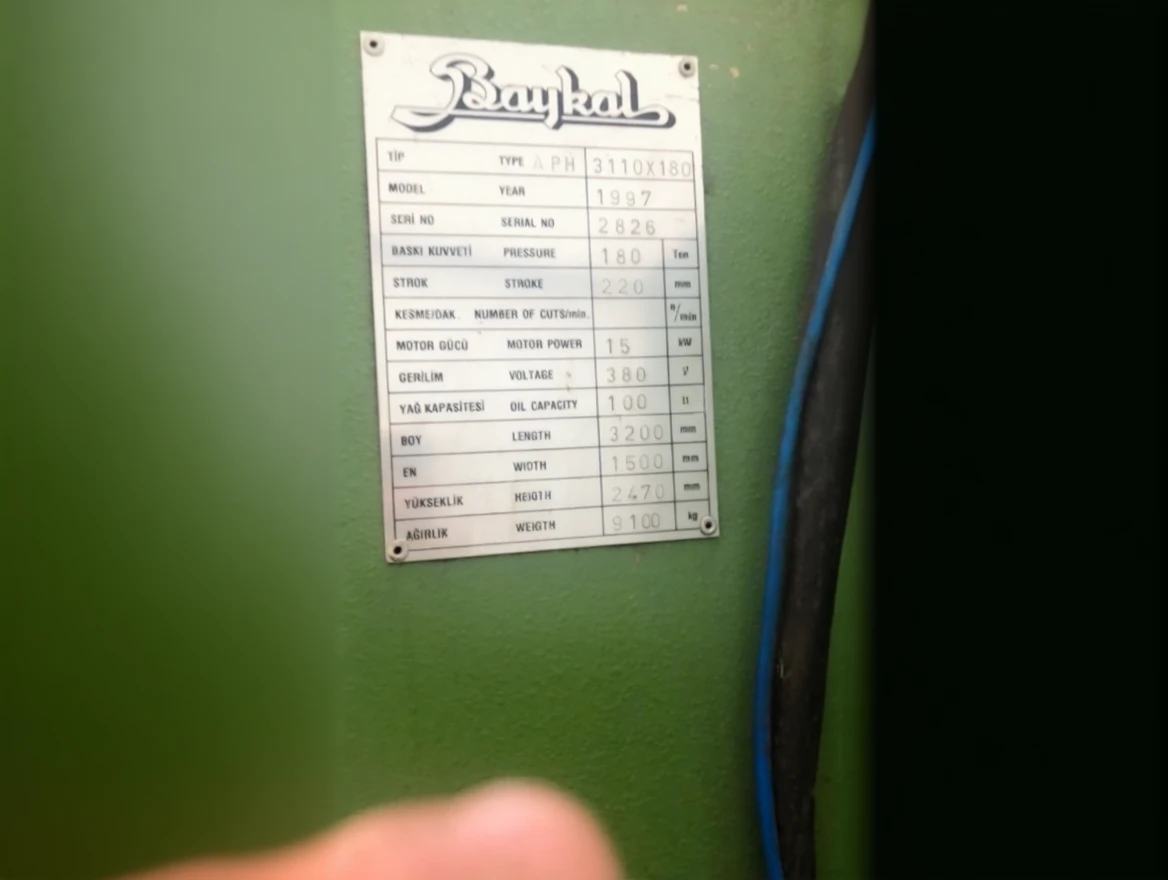 Baykal
TİP TYPE APH 3110X180
MODEL YEAR 1997
SERİ NO SERIAL NO 2826
BASKI KUVVETİ PRESSURE 180 Ton
STROK STROKE 220 mm
KESME/DAK. NUMBER OF CUTS/min. n/min
MOTOR GÜCÜ MOTOR POWER 15 kW
GERİLİM VOLTAGE 380 V
YAĞ KAPASİTESİ OIL CAPACITY 100 lt
BOY LENGTH 3200 mm
EN WIDTH 1500 mm
YÜKSEKLİK HEIGTH 2470 mm
AĞIRLIK WEIGTH 9100 kg